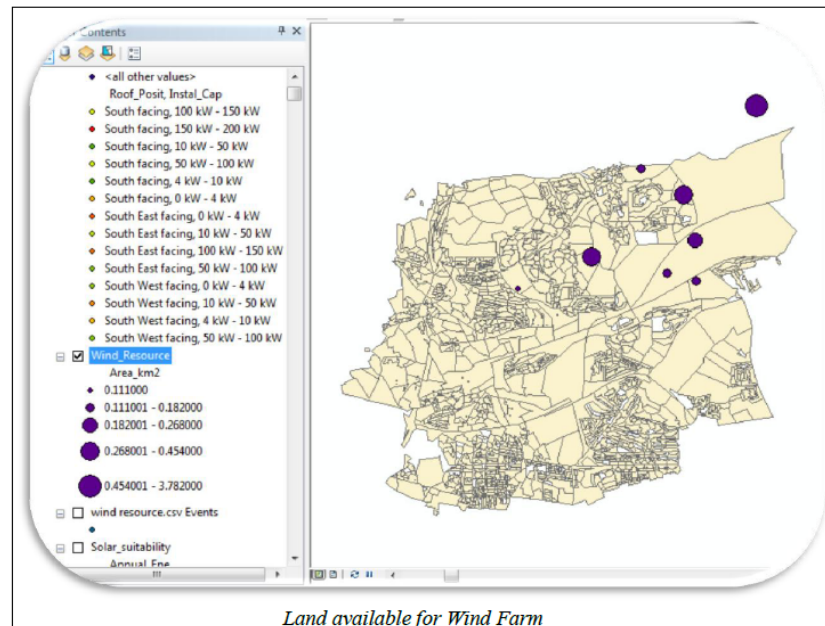 Contents
<all other values>
Roof_Posit, Instal_Cap
South facing, 100 kW - 150 kW
South facing, 150 kW - 200 kW
South facing, 10 kW - 50 kW
South facing, 50 kW - 100 kW
South facing, 4 kW - 10 kW
South facing, 0 kW - 4 kW
South East facing, 0 kW - 4 kW
South East facing, 10 kW - 50 kW
South East facing, 100 kW - 150 kW
South East facing, 50 kW - 100 kW
South West facing, 0 kW - 4 kW
South West facing, 10 kW - 50 kW
South West facing, 4 kW - 10 kW
South West facing, 50 kW - 100 kW
Wind_Resource
Area_km2
0.111000
0.111001 - 0.182000
0.182001 - 0.268000
0.268001 - 0.454000
0.454001 - 3.782000
wind resource.csv Events
Solar_suitability
Annual_Ene
Land available for Wind Farm